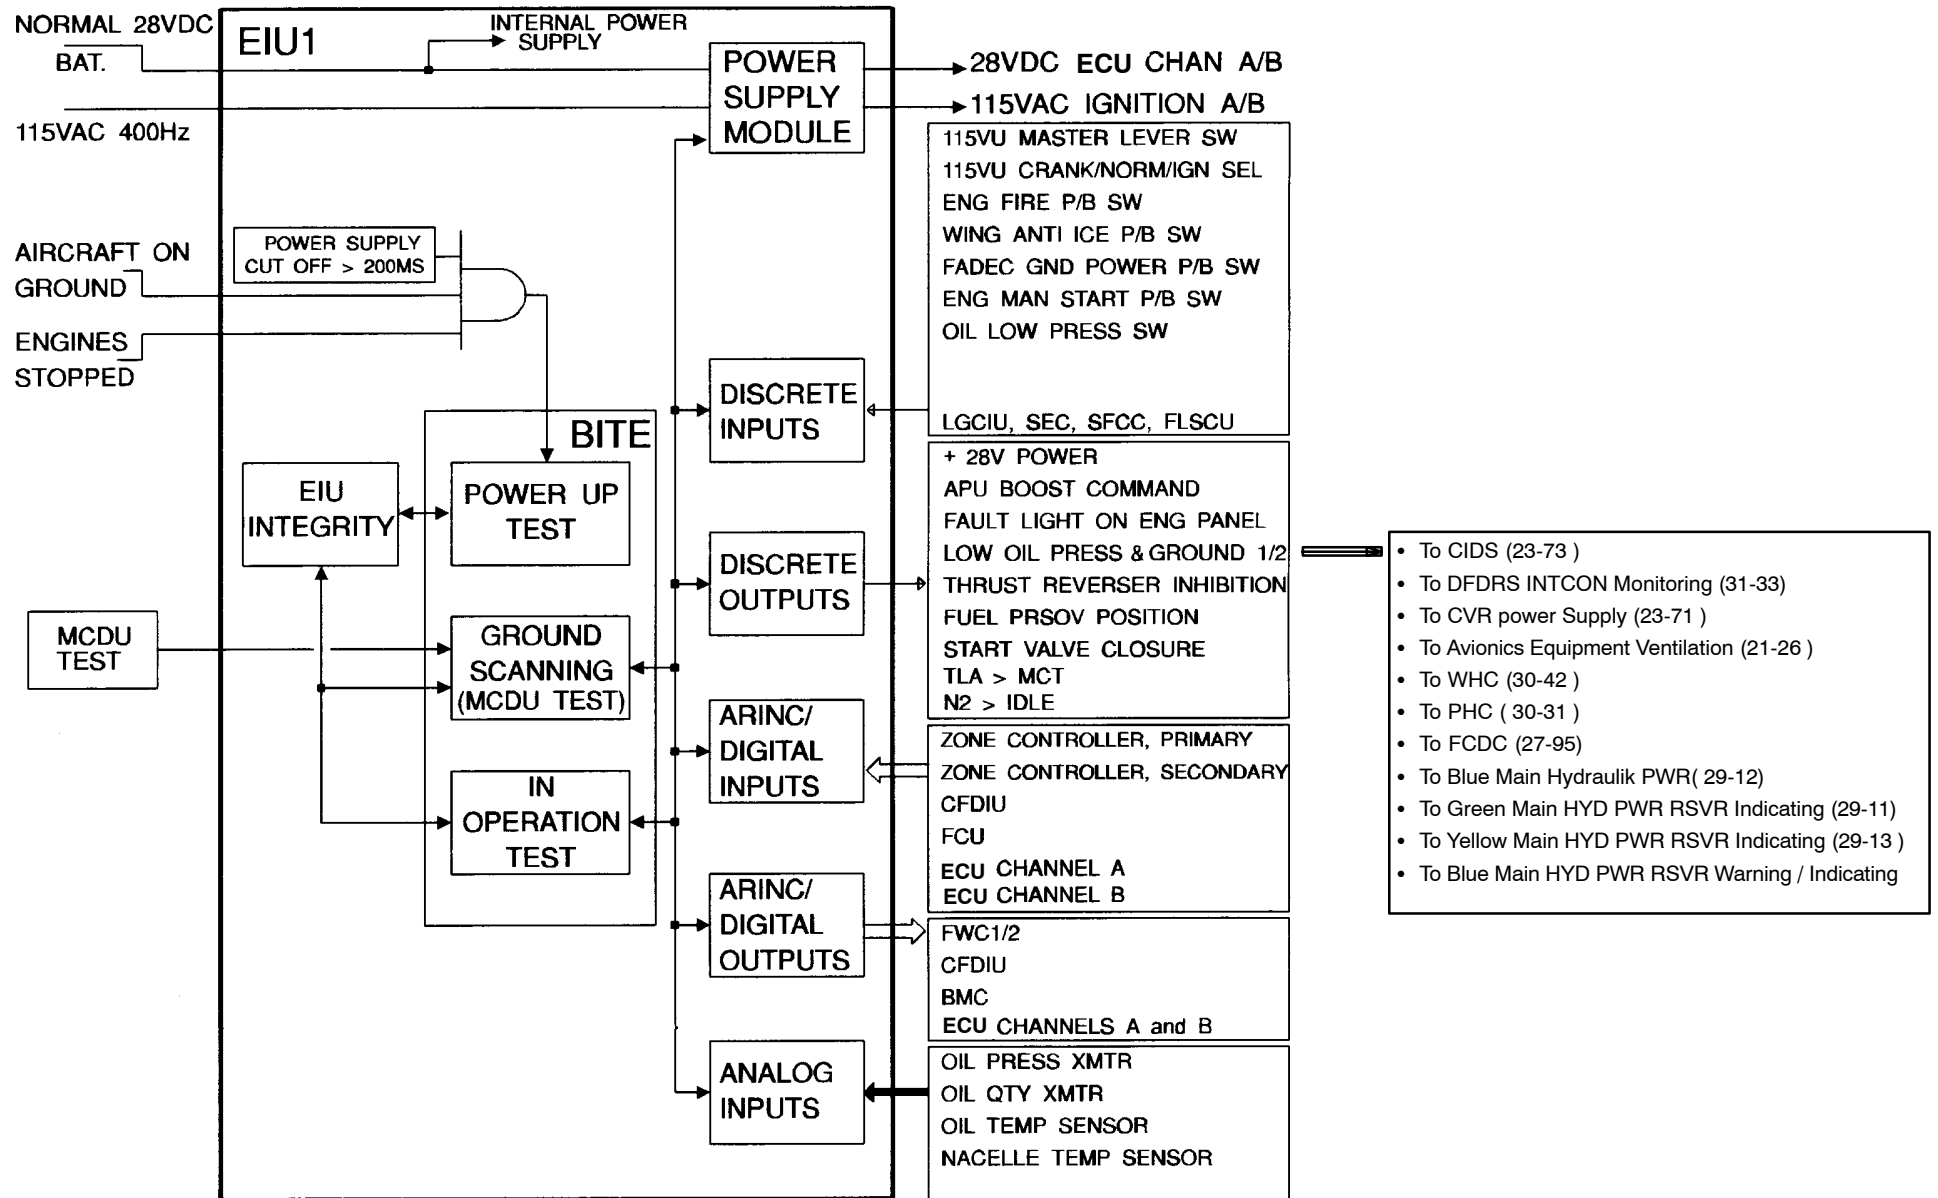 NORMAL 28VDC
BAT.
115VAC 400Hz
AIRCRAFT ON
GROUND
ENGINES
STOPPED
MCDU
TEST
EIU1
INTERNAL POWER
SUPPLY
POWER
SUPPLY
MODULE
POWER SUPPLY
CUT OFF > 200MS
BITE
EIU
INTEGRITY
POWER UP
TEST
GROUND
SCANNING
(MCDU TEST)
IN
OPERATION
TEST
DISCRETE
INPUTS
DISCRETE
OUTPUTS
ARINC/
DIGITAL
INPUTS
ARINC/
DIGITAL
OUTPUTS
ANALOG
INPUTS
28VDC ECU CHAN A/B
115VAC IGNITION A/B
115VU MASTER LEVER SW
115VU CRANK/NORM/IGN SEL
ENG FIRE P/B SW
WING ANTI ICE P/B SW
FADEC GND POWER P/B SW
ENG MAN START P/B SW
OIL LOW PRESS SW
LGCIU, SEC, SFCC, FLSCU
+ 28V POWER
APU BOOST COMMAND
FAULT LIGHT ON ENG PANEL
LOW OIL PRESS & GROUND 1/2
THRUST REVERSER INHIBITION
FUEL PRSOV POSITION
START VALVE CLOSURE
TLA > MCT
N2 > IDLE
ZONE CONTROLLER, PRIMARY
ZONE CONTROLLER, SECONDARY
CFDIU
FCU
ECU CHANNEL A
ECU CHANNEL B
FWC1/2
CFDIU
BMC
ECU CHANNELS A and B
OIL PRESS XMTR
OIL QTY XMTR
OIL TEMP SENSOR
NACELLE TEMP SENSOR
• To CIDS (23-73 )
• To DFDRS INTCON Monitoring (31-33)
• To CVR power Supply (23-71 )
• To Avionics Equipment Ventilation (21-26 )
• To WHC (30-42 )
• To PHC ( 30-31 )
• To FCDC (27-95)
• To Blue Main Hydraulik PWR( 29-12)
• To Green Main HYD PWR RSVR Indicating (29-11)
• To Yellow Main HYD PWR RSVR Indicating (29-13 )
• To Blue Main HYD PWR RSVR Warning / Indicating